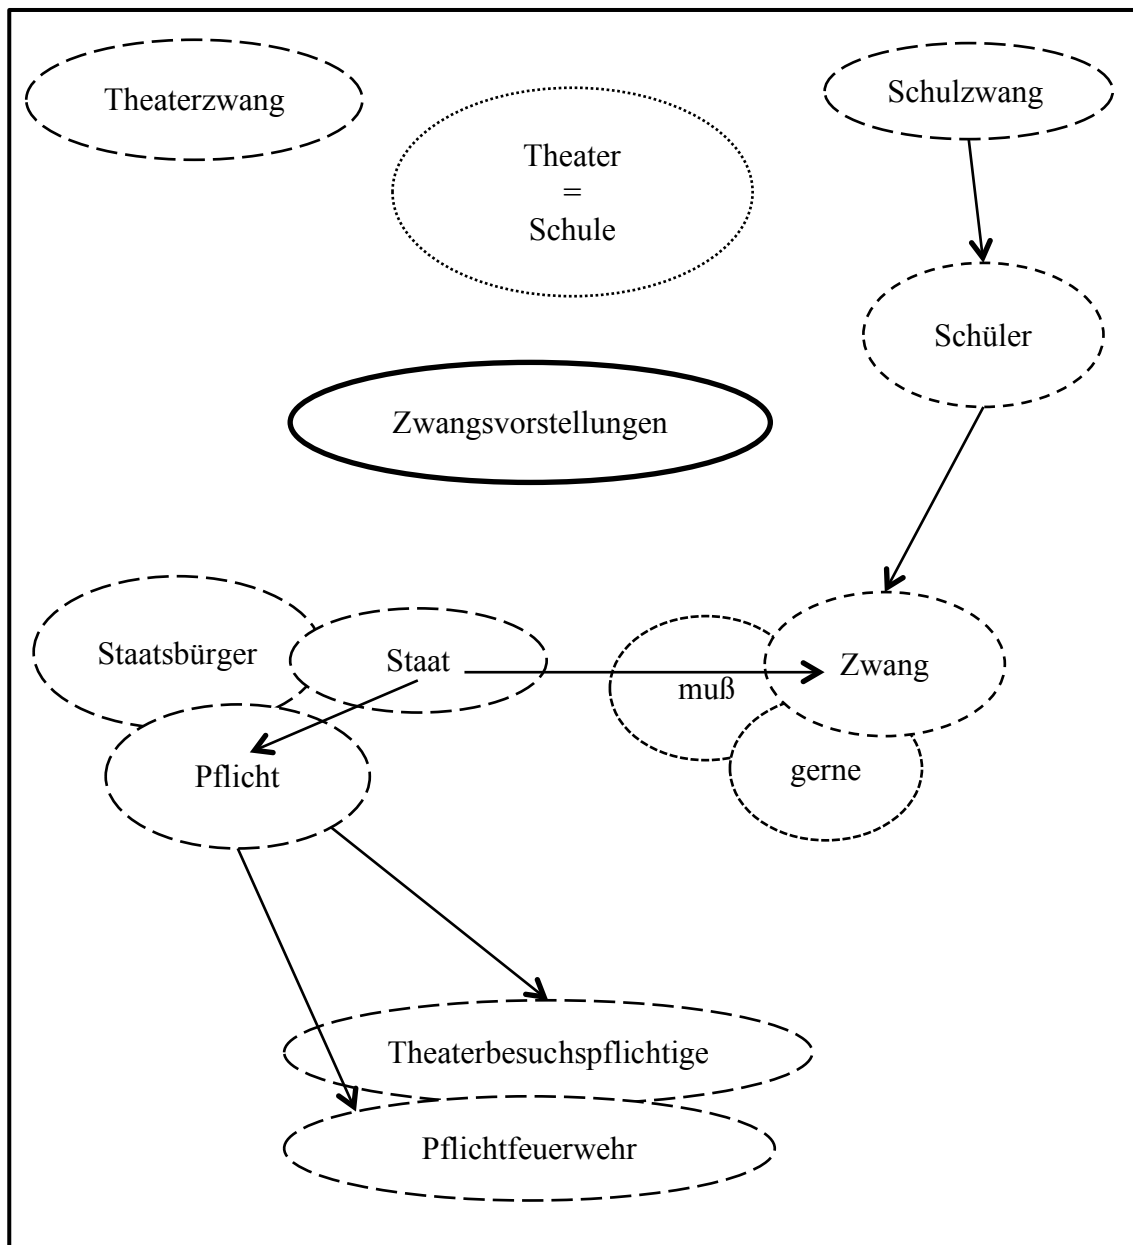 Theaterzwang
Schulzwang
Theater
=
Schule
Schüler
Zwangsvorstellungen
Staatsbürger
Staat
muß
Zwang
Pflicht
gerne
Theaterbesuchspflichtige
Pflichtfeuerwehr